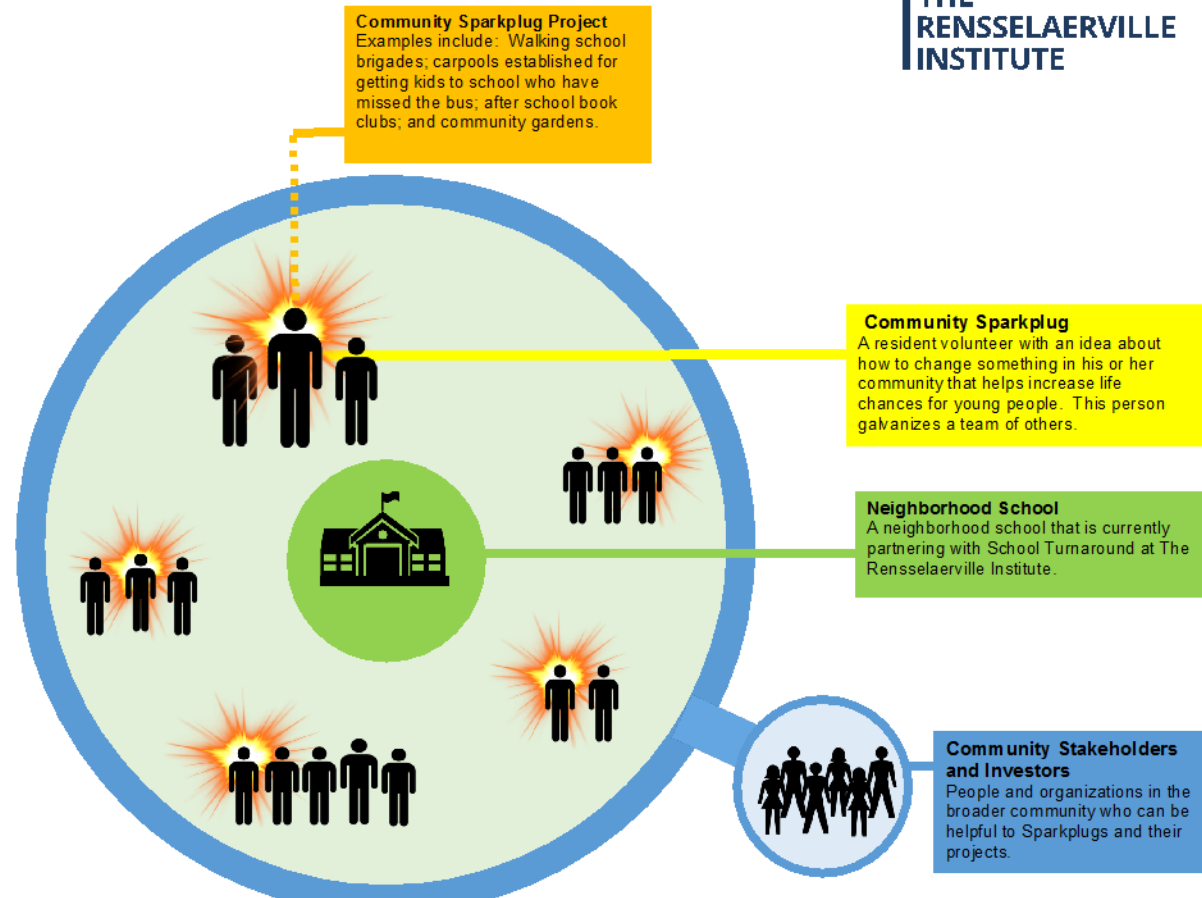 THE
RENSSELAERVILLE
INSTITUTE
Community Sparkplug Project
Examples include: Walking school
brigades; carpools established for
getting kids to school who have
missed the bus; after school book
clubs; and community gardens.
Community Sparkplug
A resident volunteer with an idea about
how to change something in his or her
community that helps increase life
chances for young people. This person
galvanizes a team of others.
Neighborhood School
A neighborhood school that is currently
partnering with School Turnaround at The
Rensselaerville Institute.
Community Stakeholders
and Investors
People and organizations in the
broader community who can be
helpful to Sparkplugs and their
projects.